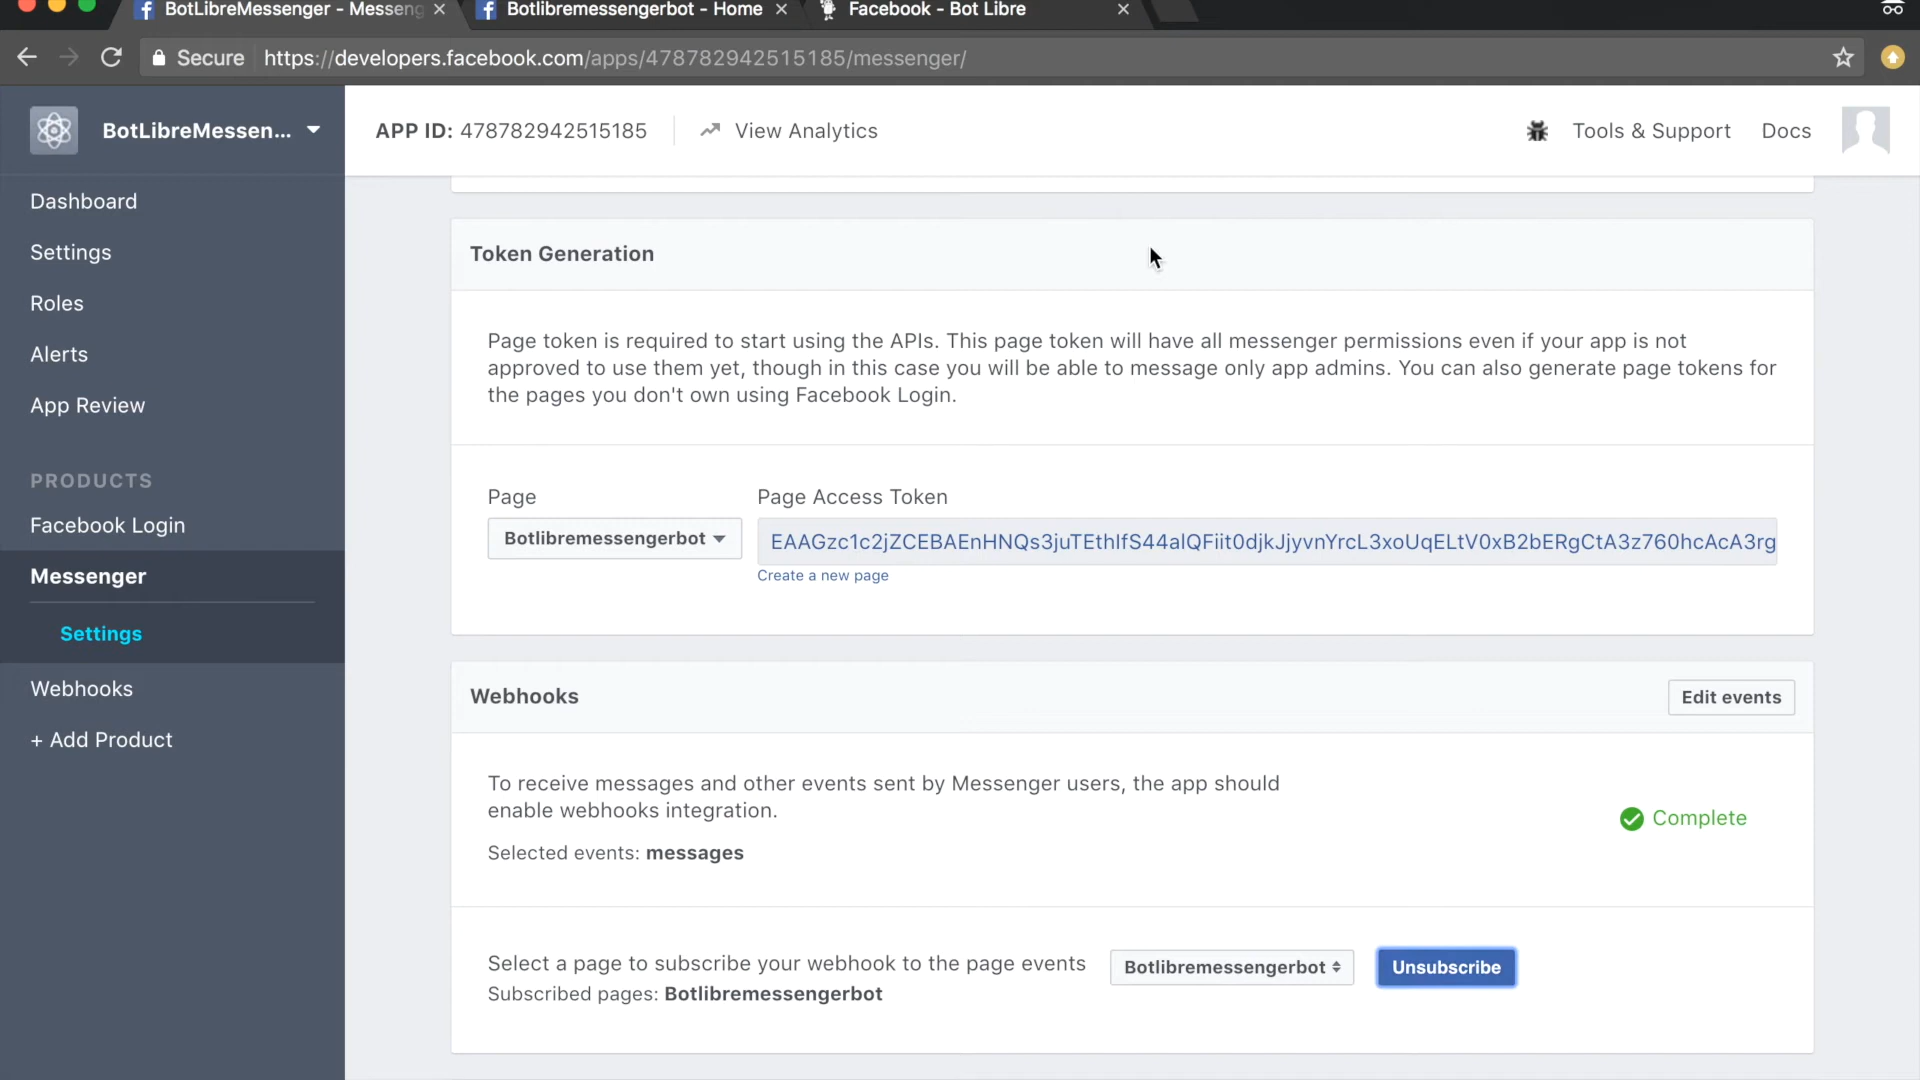 BotLibreMessenger - Messeng
Botlibremessengerbot - Home
Facebook - Bot Libre
Secure
https://developers.facebook.com/apps/478782942515185/messenger/
BotLibreMessen...
APP ID: 478782942515185
View Analytics
Tools & Support
Docs
Dashboard
Settings
Roles
Alerts
App Review
PRODUCTS
Facebook Login
Messenger
Settings
Webhooks
+ Add Product
Token Generation
Page token is required to start using the APIs. This page token will have all messenger permissions even if your app is not
approved to use them yet, though in this case you will be able to message only app admins. You can also generate page tokens for
the pages you don't own using Facebook Login.
Page
Page Access Token
Botlibremessengerbot
EAAGzc1c2jZCEBAEnHNQs3juTEthIfS44alQFiit0djkJjyvnYrcL3xoUqELtV0xB2bERgCtA3z760hcAcA3rg
Create a new page
Webhooks
Edit events
To receive messages and other events sent by Messenger users, the app should
enable webhooks integration.
Complete
Selected events: messages
Select a page to subscribe your webhook to the page events
Botlibremessengerbot
Unsubscribe
Subscribed pages: Botlibremessengerbot